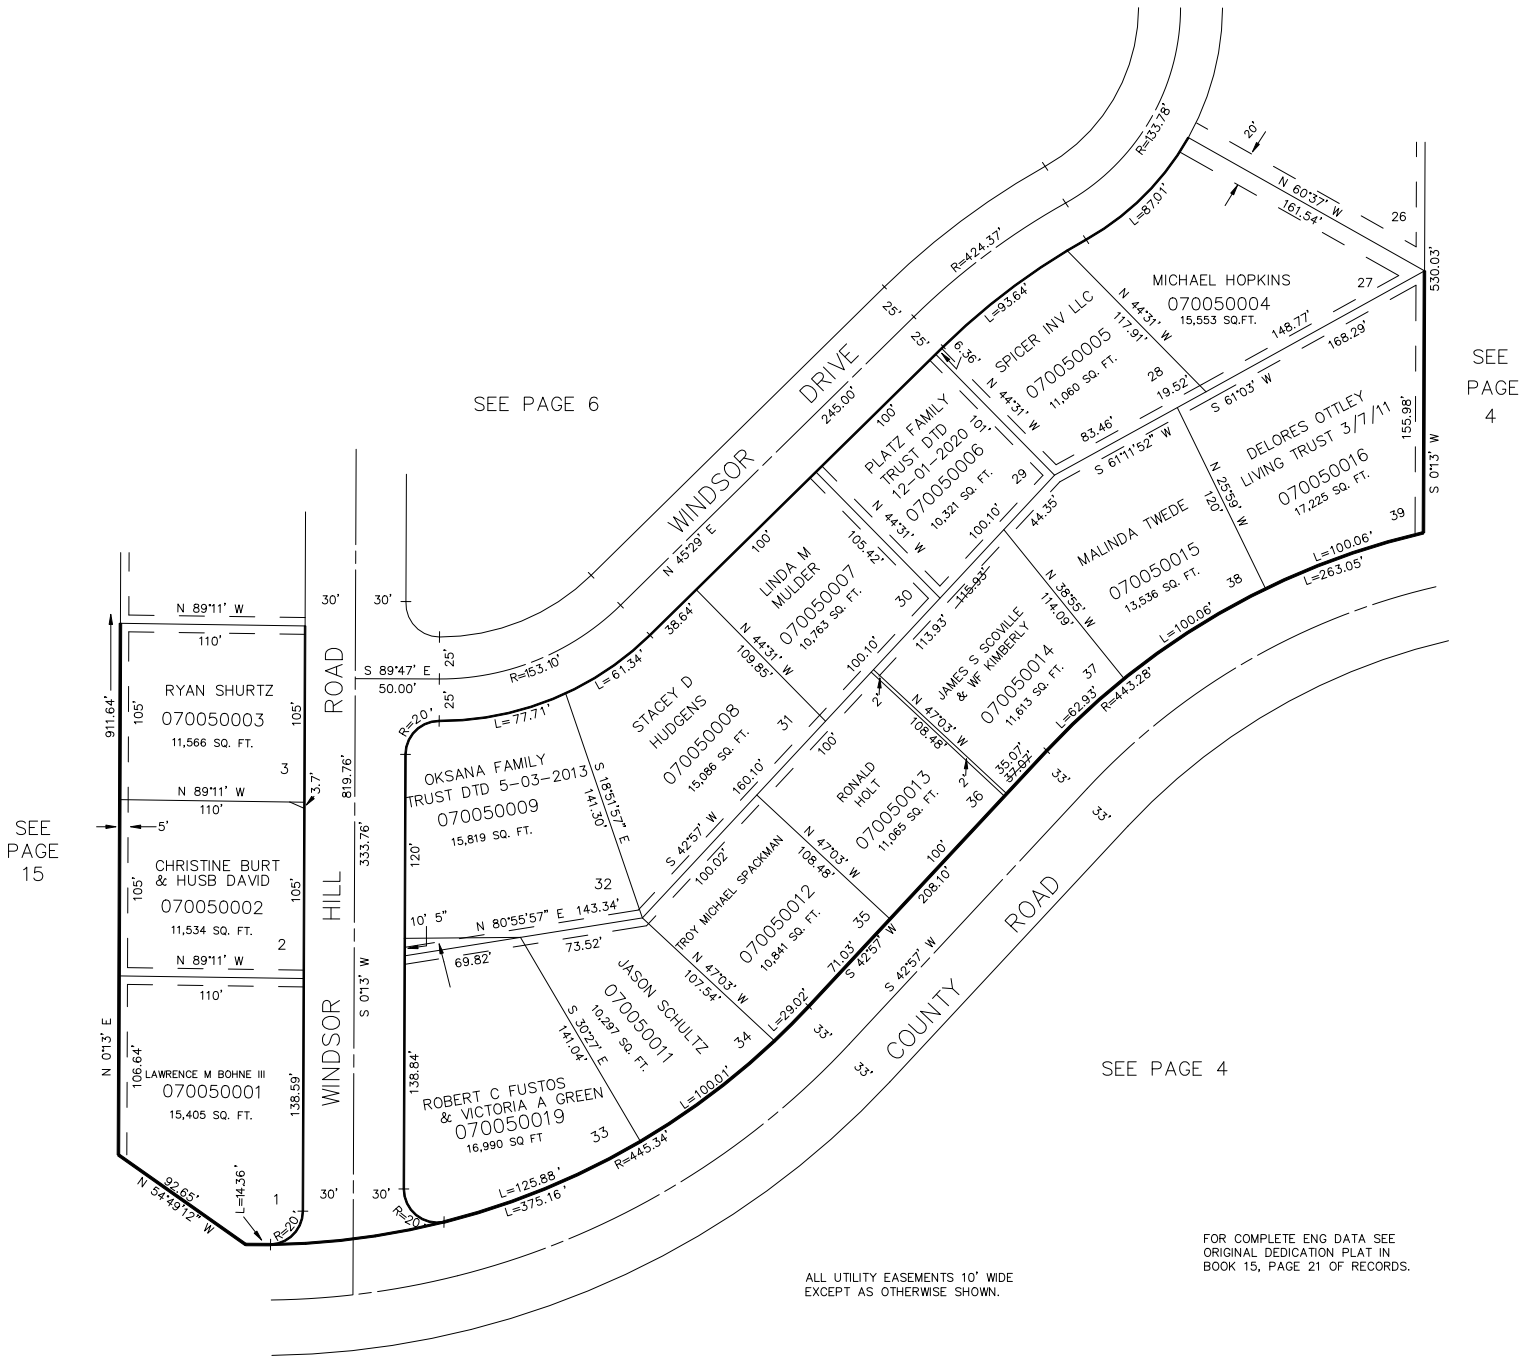 R=133.78'
20'
N 60°37' W
161.54'
26
L=87.01'
R=424.37'
530.03'
MICHAEL HOPKINS
070050004
15,553 SQ.FT.
27
25'
L=93.64'
N 44°31' W
117.91'
148.77'
168.29'
25'
6.36'
SPICER INV LLC
070050005
11,060 SQ. FT.
28
19.52'
S 61°03' W
SEE
PAGE
4
DRIVE
SEE PAGE 6
245.00'
100'
N 44°31' W
101'
83.46'
S 61°11'52" W
155.98'
S 0°13' W
PLATZ FAMILY
TRUST DTD
12-01-2020
070050006
10,321 SQ. FT.
29
DELORES OTTLEY
LIVING TRUST 3/7/11
070050016
17,225 SQ. FT.
39
WINDSOR
N 44°31' W
100.10'
44.35'
N 25°59' W
120'
N 45°29' E
100'
105.42'
MALINDA TWEDE
070050015
13,536 SQ. FT.
38
L=100.06'
L=263.05'
LINDA M
MULDER
070050007
10,763 SQ. FT.
30
115.93'
113.93'
N 38°55' W
114.09'
N 89°11' W
30'
30'
38.64'
N 44°31' W
109.85'
100.10'
JAMES S SCOVILLE
& WF KIMBERLY
070050014
11,613 SQ. FT.
37
L=100.06'
110'
25'
S 89°47' E
50.00'
R=153.10'
L=61.34'
RYAN SHURTZ
070050003
11,566 SQ. FT.
3
105'
105'
911.64'
ROAD
25'
R=20'
L=77.71'
STACEY D
HUDGENS
070050008
15,086 SQ. FT.
31
2'
N 47°03' W
108.48'
L=62.93'
R=443.28'
100'
35.07'
37.07'
2'
33'
OKSANA FAMILY
TRUST DTD 5-03-2013
070050009
15,819 SQ. FT.
32
S 18°51'57" E
141.30'
160.10'
RONALD
HOLT
070050013
11,065 SQ. FT.
36
33'
N 89°11' W
110'
3.7'
819.76'
5'
SEE
PAGE
15
333.76'
120'
S 42°57' W
100.02'
N 47°03' W
108.48'
100'
208.10'
CHRISTINE BURT
& HUSB DAVID
070050002
11,534 SQ. FT.
2
105'
105'
HILL
TROY MICHAEL SPACKMAN
070050012
10,841 SQ. FT.
35
ROAD
10' 5"
N 80°55'57" E
143.34'
69.82'
73.52'
71.03'
S 42°57' W
S 42°57' W
N 89°11' W
110'
S 0°13' W
N 47°03' W
107.54'
JASON SCHULTZ
070050011
10,297 SQ. FT.
34
L=29.02'
33'
COUNTY
N 0°13' E
106.64'
WINDSOR
S 30°27' E
141.04'
33'
SEE PAGE 4
LAWRENCE M BOHNE III
070050001
15,405 SQ. FT.
1
138.59'
138.84'
ROBERT C FUSTOS
& VICTORIA A GREEN
070050019
16,990 SQ FT
33
L=100.01'
R=445.34'
92.65'
N 54°49'12" W
L=14.36'
R=20'
30'
30'
R=20'
L=125.88'
L=375.16'
FOR COMPLETE ENG DATA SEE
ORIGINAL DEDICATION PLAT IN
BOOK 15, PAGE 21 OF RECORDS.
ALL UTILITY EASEMENTS 10' WIDE
EXCEPT AS OTHERWISE SHOWN.